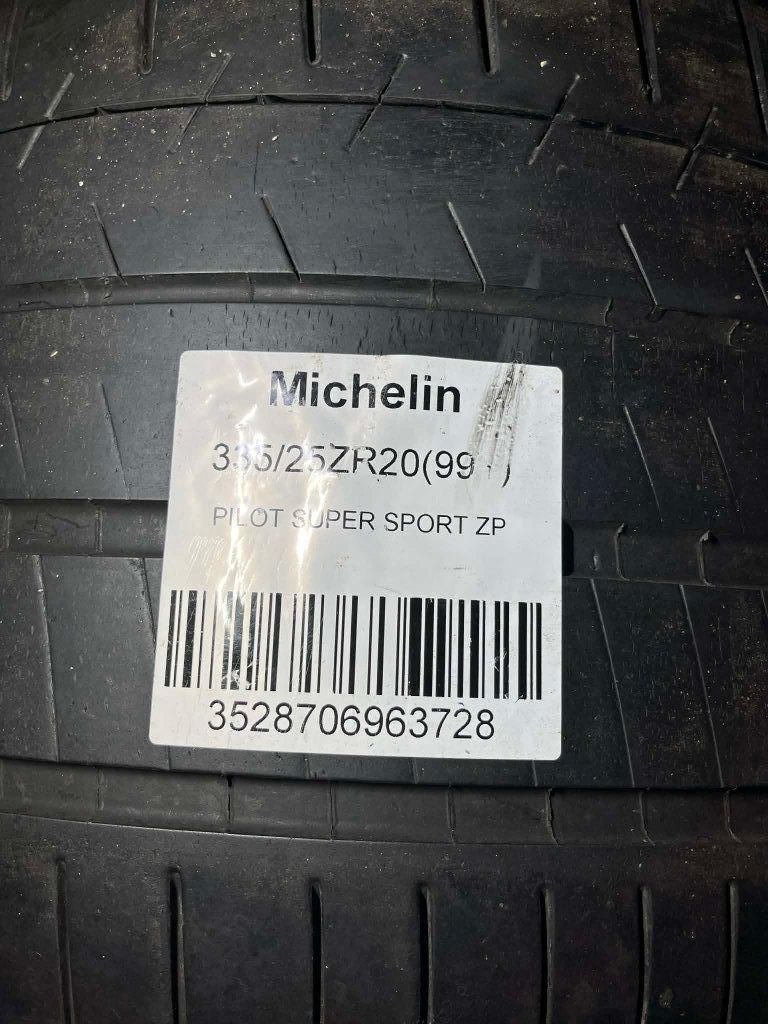 Michelin
335/25ZR20(99 )
PILOT SUPER SPORT ZP
3528706963728